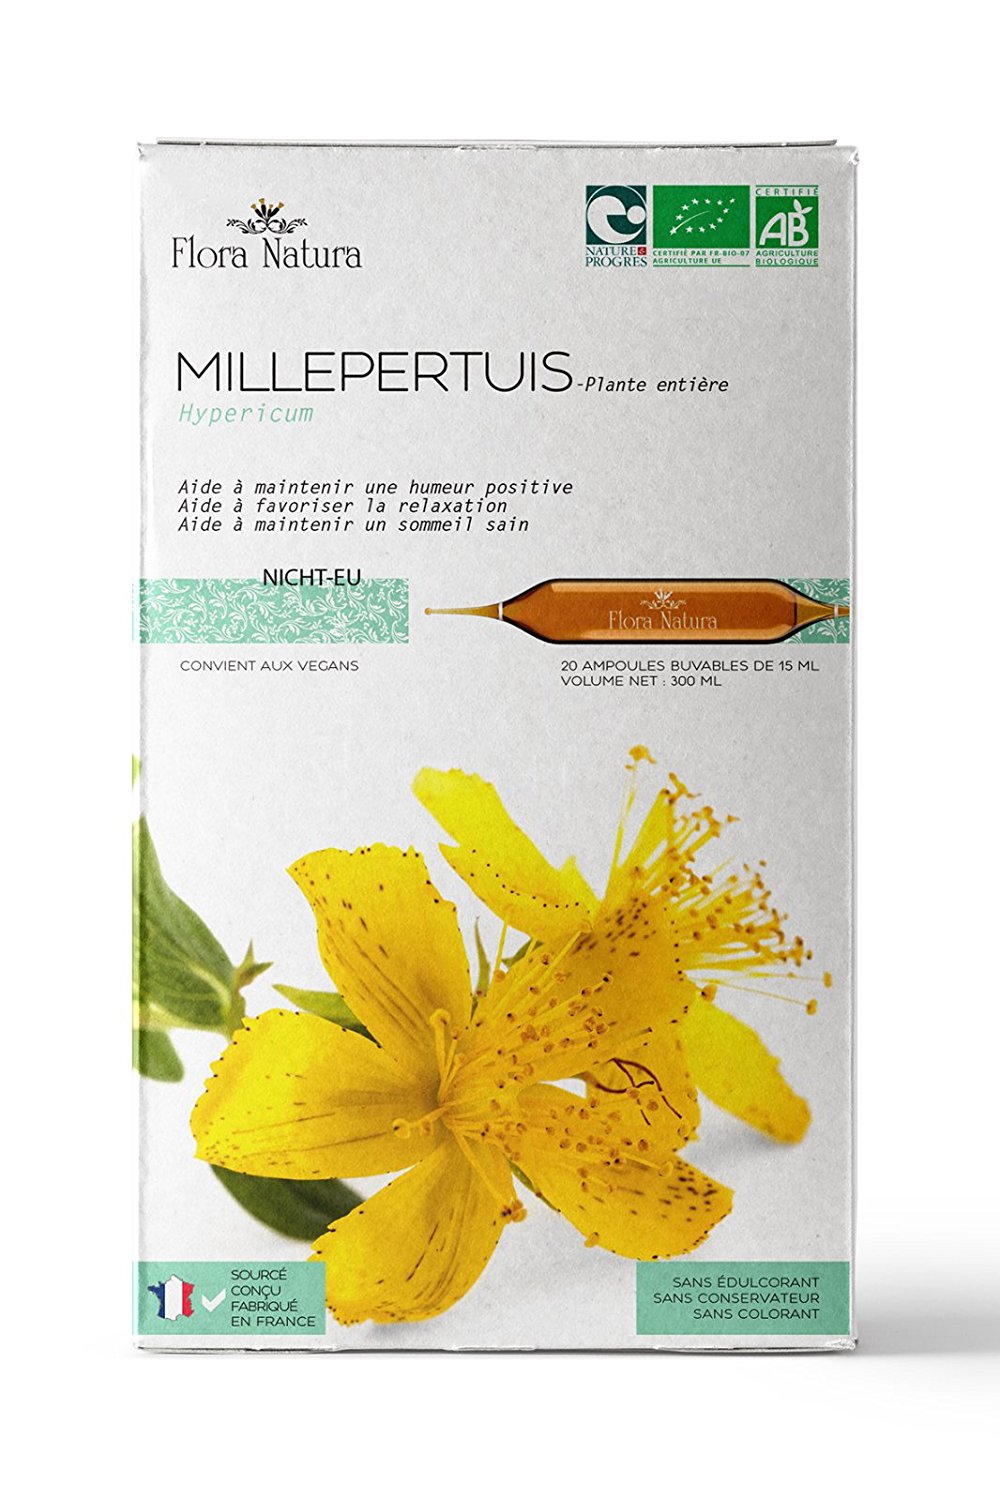 Flora Natura
NATURE & PROGRES
CERTIFIÉ PAR FR-BIO-07
AGRICULTURE UE
CERTIFIÉ
AB
AGRICULTURE
BIOLOGIQUE
MILLEPERTUIS-Plante entière
Hypericum
Aide à maintenir une humeur positive
Aide à favoriser la relaxation
Aide à maintenir un sommeil sain
NICHT-EU
Flora Natura
CONVIENT AUX VEGANS
20 AMPOULES BUVABLES DE 15 ML
VOLUME NET : 300 ML
SOURCÉ
CONÇU
FABRIQUÉ
EN FRANCE
SANS ÉDULCORANT
SANS CONSERVATEUR
SANS COLORANT